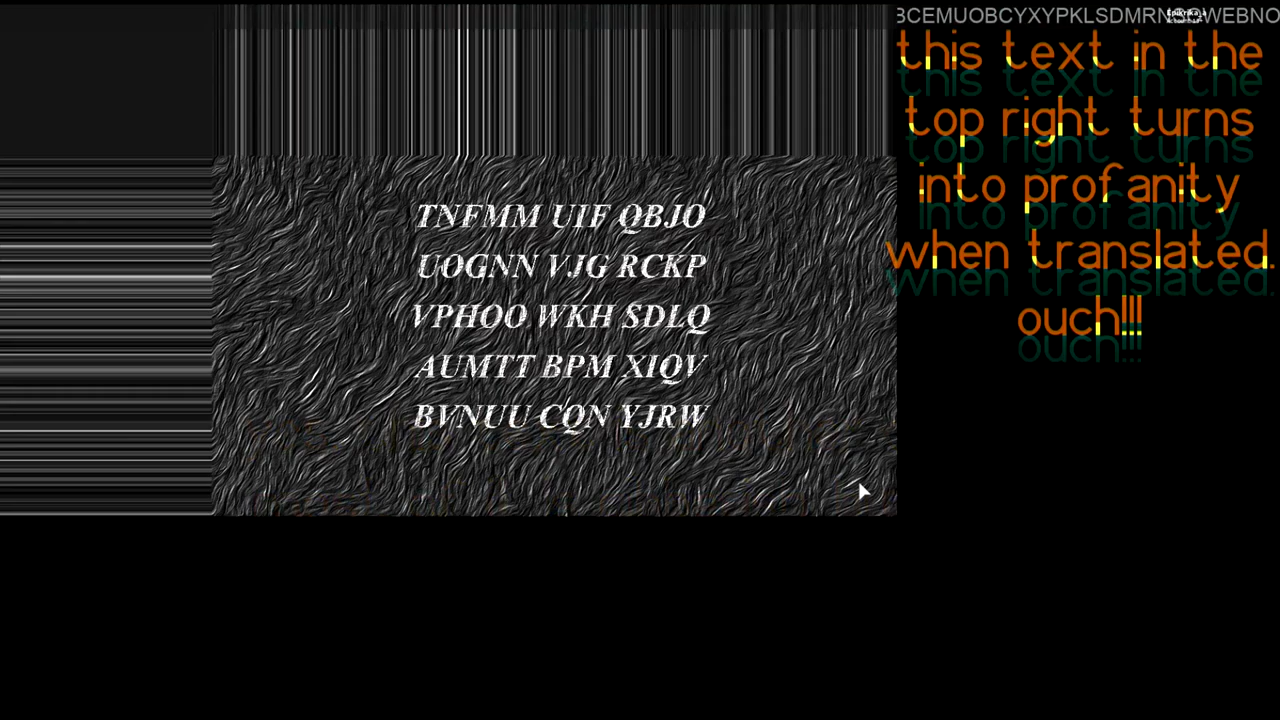 TNFMM UIF QBJO
UOGNN VJG RCKP
VPHOO WKH SDLQ
AUMTT BPM XIQV
BVNUU CQN YJRW
this text in the
top right turns
into profanity
when translated.
ouch!!!